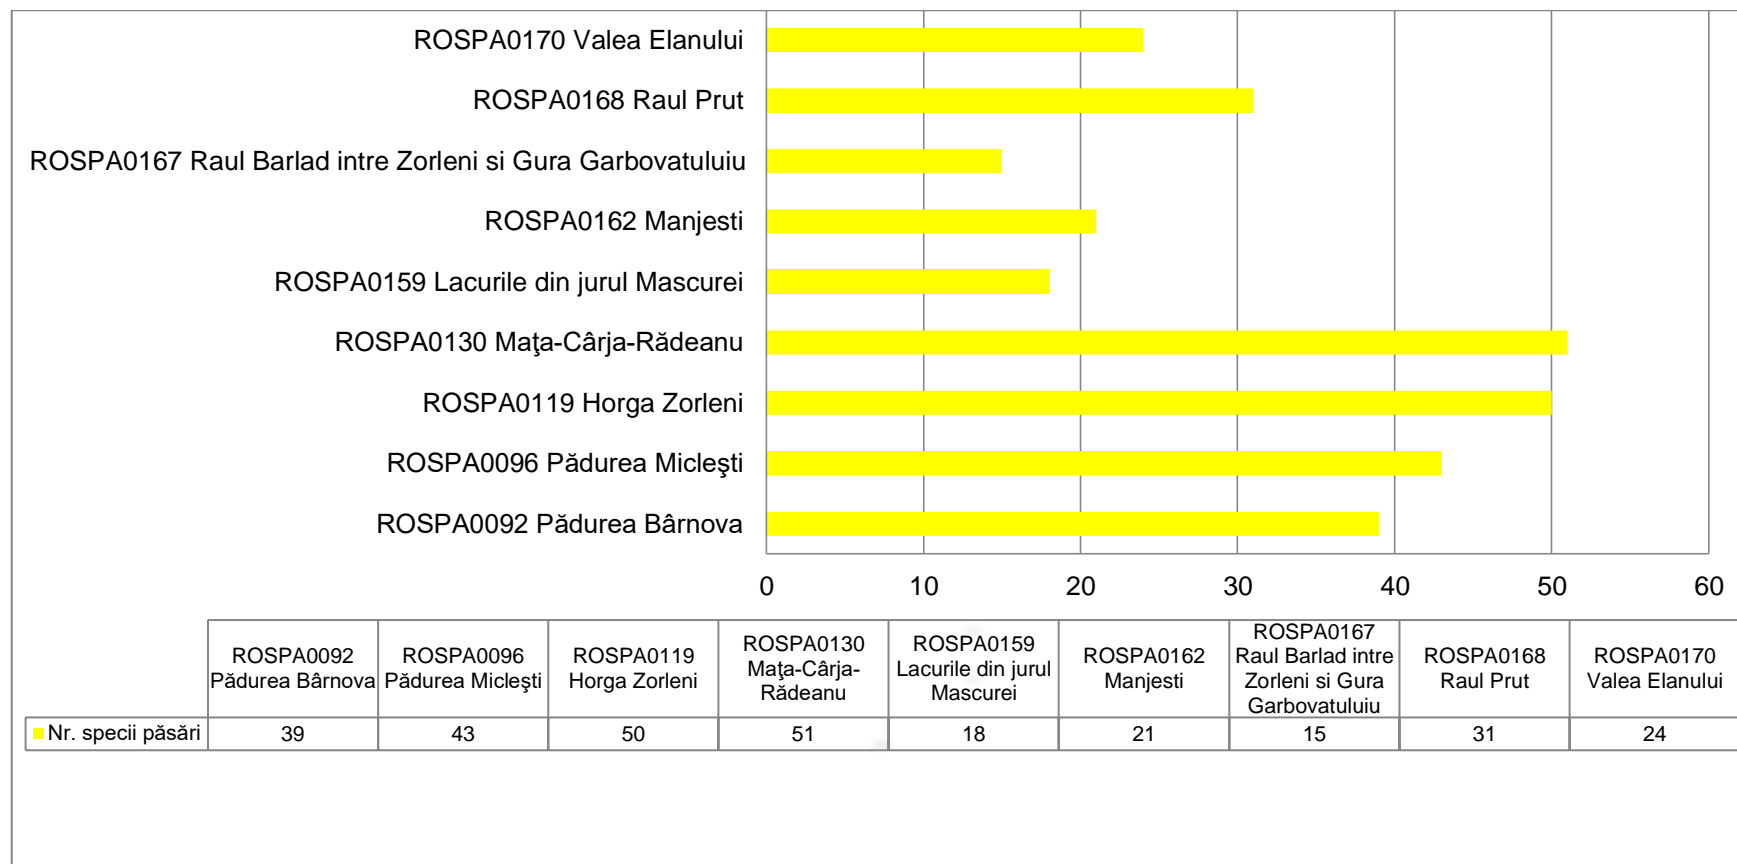 ROSPA0170 Valea Elanului
ROSPA0168 Raul Prut
ROSPA0167 Raul Barlad intre Zorleni si Gura Garbovatuluiu
ROSPA0162 Manjesti
ROSPA0159 Lacurile din jurul Mascurei
ROSPA0130 Maţa-Cârja-Rădeanu
ROSPA0119 Horga Zorleni
ROSPA0096 Pădurea Micleşti
ROSPA0092 Pădurea Bârnova
0 10 20 30 40 50 60
ROSPA0092
Pădurea Bârnova
ROSPA0096
Pădurea Micleşti
ROSPA0119
Horga Zorleni
ROSPA0130
Maţa-Cârja-
Rădeanu
ROSPA0159
Lacurile din jurul
Mascurei
ROSPA0162
Manjesti
ROSPA0167
Raul Barlad intre
Zorleni si Gura
Garbovatuluiu
ROSPA0168
Raul Prut
ROSPA0170
Valea Elanului
Nr. specii păsări 39 43 50 51 18 21 15 31 24